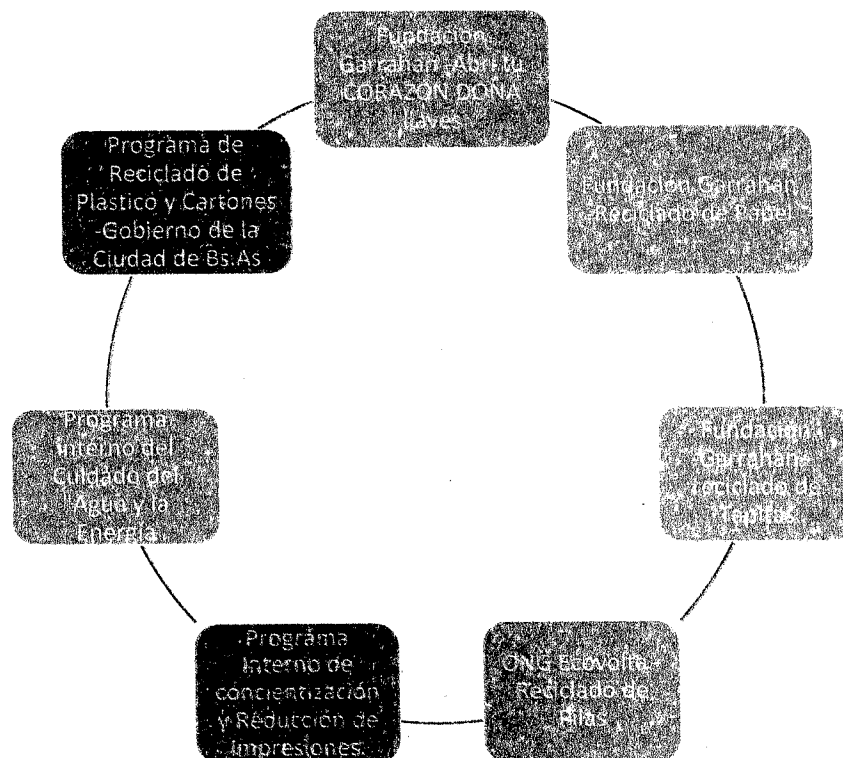 Fundación
Garrahan -Abrí tu
CORAZÓN DONÁ
llaves
Fundación Garrahan
-Reciclado de Papel
Fundación
Garrahan-
reciclado de
Tapitas
ONG Ecovolta -
Reciclado de
Pilas
Programa
Interno de
concientización
y Reducción de
Impresiones
Programa
Interno del
Cuidado del
Agua y la
Energía
Programa de
Reciclado de
Plástico y Cartones
-Gobierno de la
Ciudad de Bs.As